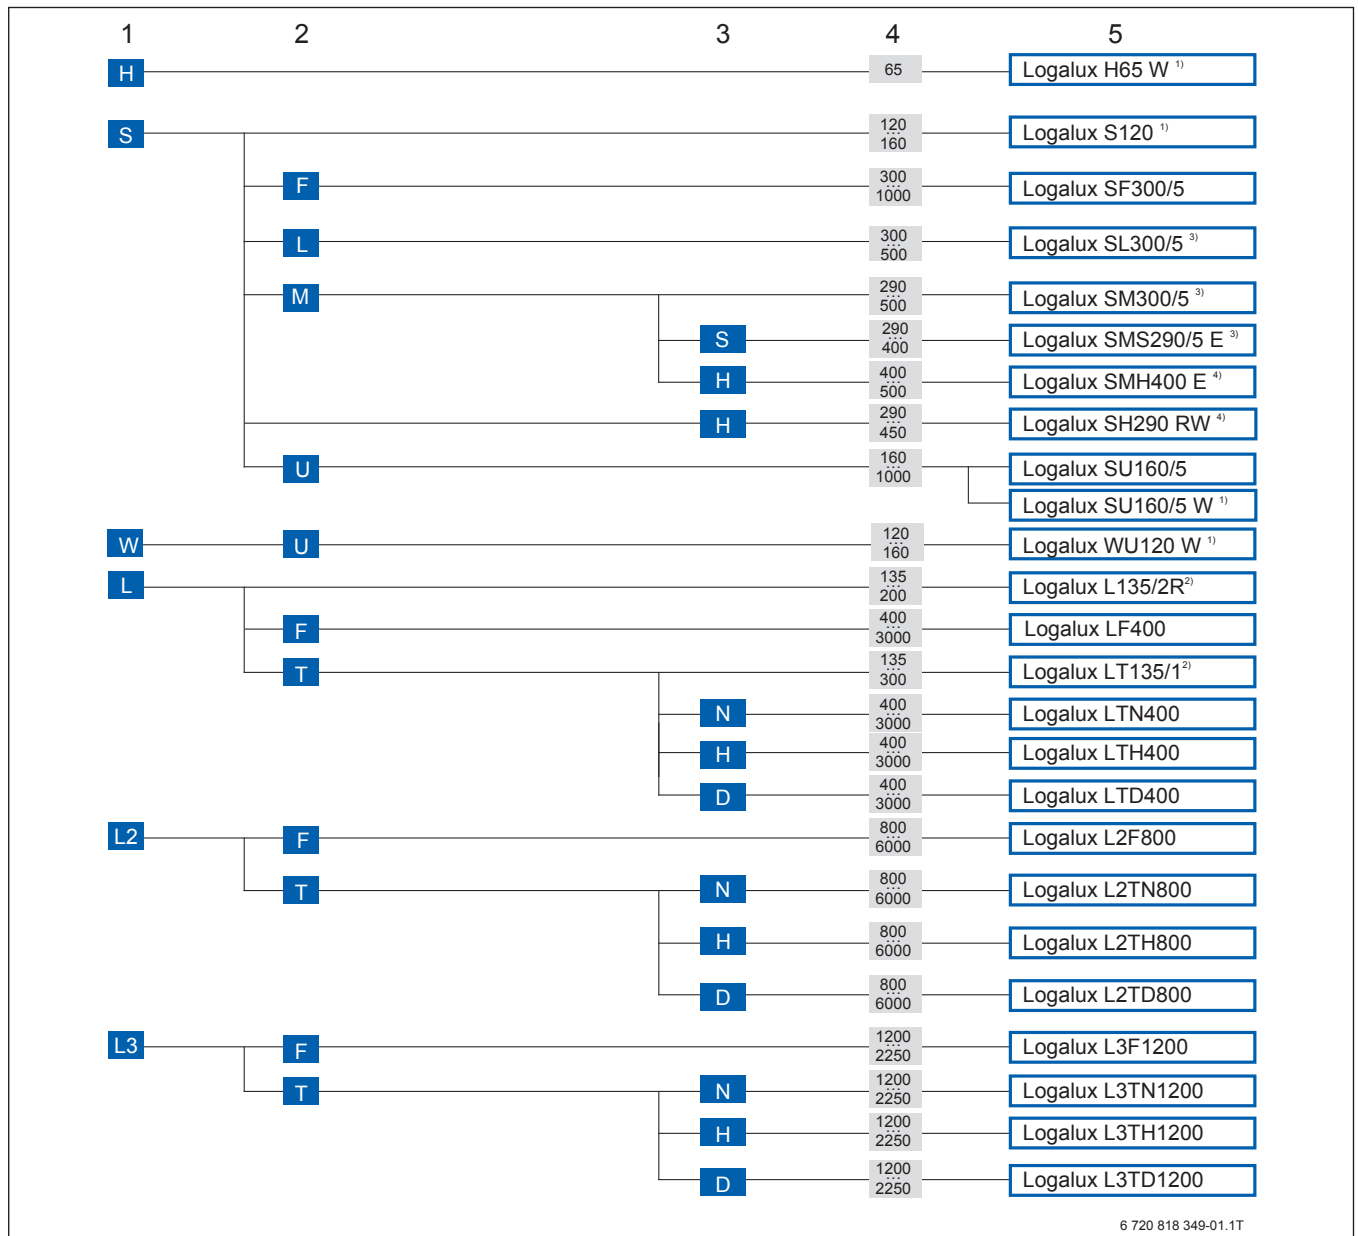 1 2 3 4 5
H 65 Logalux H65 W 1)
S 120 ... 160 Logalux S120 1)
F 300 ... 1000 Logalux SF300/5
L 300 ... 500 Logalux SL300/5 3)
M 290 ... 500 Logalux SM300/5 3)
S 290 ... 400 Logalux SMS290/5 E 3)
H 400 ... 500 Logalux SMH400 E 4)
H 290 ... 450 Logalux SH290 RW 4)
U 160 ... 1000 Logalux SU160/5
Logalux SU160/5 W 1)
W U 120 ... 160 Logalux WU120 W 1)
L 135 ... 200 Logalux L135/2R2)
F 400 ... 3000 Logalux LF400
T 135 ... 300 Logalux LT135/12)
N 400 ... 3000 Logalux LTN400
H 400 ... 3000 Logalux LTH400
D 400 ... 3000 Logalux LTD400
L2 F 800 ... 6000 Logalux L2F800
T N 800 ... 6000 Logalux L2TN800
H 800 ... 6000 Logalux L2TH800
D 800 ... 6000 Logalux L2TD800
L3 F 1200 ... 2250 Logalux L3F1200
T N 1200 ... 2250 Logalux L3TN1200
H 1200 ... 2250 Logalux L3TH1200
D 1200 ... 2250 Logalux L3TD1200
6 720 818 349-01.1T